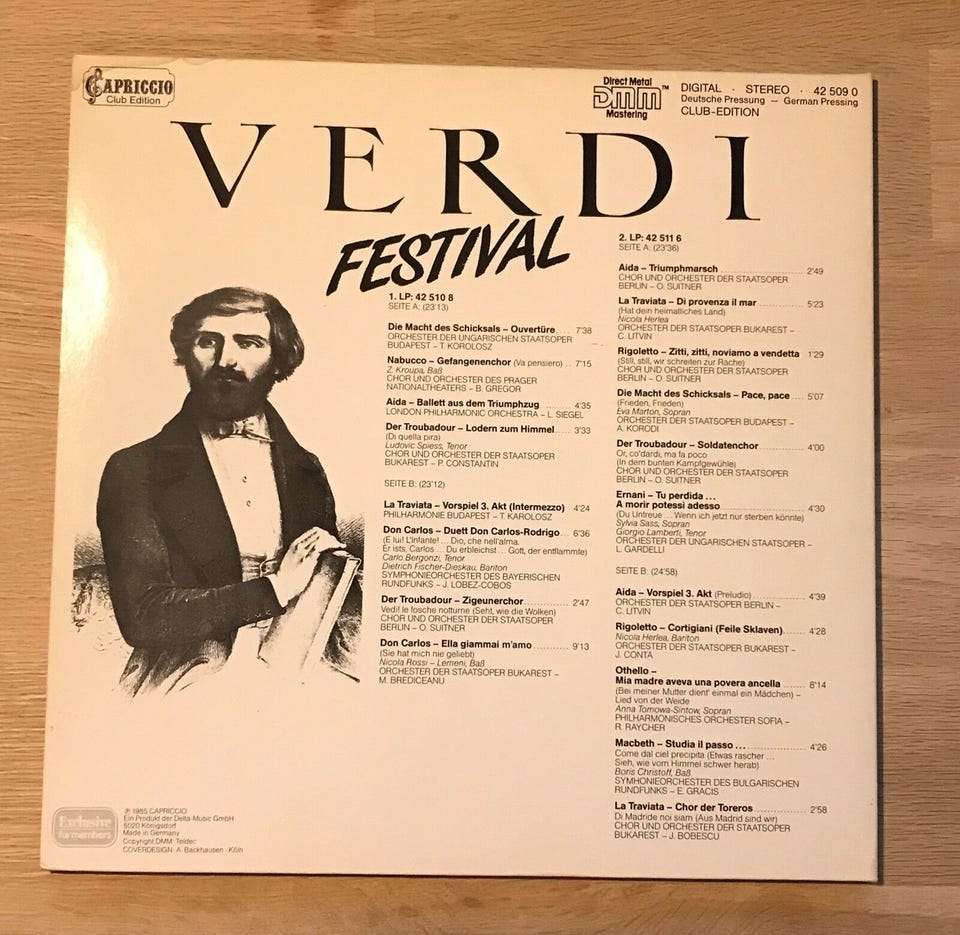 CAPRICCIO
Club Edition
Direct Metal
DMM™
Mastering
DIGITAL · STEREO · 42 509 0
Deutsche Pressung – German Pressing
CLUB-EDITION
VERDI
FESTIVAL
1. LP: 42 510 8
SEITE A: (23'13)
Die Macht des Schicksals – Ouvertüre.... 7'38
ORCHESTER DER UNGARISCHEN STAATSOPER
BUDAPEST – T. KOROLOSZ
Nabucco – Gefangenenchor (Va pensiero) .. 7'15
Z. Kroupa, Baß
CHOR UND ORCHESTER DES PRAGER
NATIONALTHEATERS – B. GREGOR
Aida – Ballett aus dem Triumphzug ........ 4'35
LONDON PHILHARMONIC ORCHESTRA – L. SIEGEL
Der Troubadour – Lodern zum Himmel..... 3'33
(Di quella pira)
Ludovic Spiess, Tenor
CHOR UND ORCHESTER DER STAATSOPER
BUKAREST – P. CONSTANTIN
SEITE B: (23'12)
La Traviata – Vorspiel 3. Akt (Intermezzo) 4'24
PHILHARMONIE BUDAPEST – T. KAROLOSZ
Don Carlos – Duett Don Carlos-Rodrigo... 6'36
(E lui! L'infante! ... Dio, che nell'alma.
Er ists, Carlos ... Du erbleichst ... Gott, der entflammte)
Carlo Bergonzi, Tenor
Dietrich Fischer-Dieskau, Bariton
SYMPHONIEORCHESTER DES BAYERISCHEN
RUNDFUNKS – J. LOBEZ-COBOS
Der Troubadour – Zigeunerchor............ 2'47
Vedi! le fosche notturne (Seht, wie die Wolken)
CHOR UND ORCHESTER DER STAATSOPER
BERLIN – O. SUITNER
Don Carlos – Ella giammai m'amo .......... 9'13
(Sie hat mich nie geliebt)
Nicola Rossi – Lemeni, Baß
ORCHESTER DER STAATSOPER BUKAREST –
M. BREDICEANU
2. LP: 42 511 6
SEITE A: (23'36)
Aida – Triumphmarsch ..................... 2'49
CHOR UND ORCHESTER DER STAATSOPER
BERLIN – O. SUITNER
La Traviata – Di provenza il mar ........... 5'23
(Hat dein heimatliches Land)
Nicola Herlea
ORCHESTER DER STAATSOPER BUKAREST –
C. LITVIN
Rigoletto – Zitti, zitti, noviamo a vendetta 1'29
(Still, still, wir schreiten zur Rache)
CHOR UND ORCHESTER DER STAATSOPER
BERLIN – O. SUITNER
Die Macht des Schicksals – Pace, pace .... 5'07
(Frieden, Frieden)
Eva Marton, Sopran
ORCHESTER DER STAATSOPER BUDAPEST –
A. KORODI
Der Troubadour – Soldatenchor ............ 4'00
Or, co'dardi, ma fa poco
(In dem bunten Kampfgewühle)
CHOR UND ORCHESTER DER STAATSOPER
BERLIN – O. SUITNER
Ernani – Tu perdida ...
A morir potessi adesso .................... 4'30
(Du Untreue ... Wenn ich jetzt nur sterben könnte)
Sylvia Sass, Sopran
Giorgio Lamberti, Tenor
ORCHESTER DER UNGARISCHEN STAATSOPER –
L. GARDELLI
SEITE B: (24'58)
Aida – Vorspiel 3. Akt (Preludio) ............ 4'39
ORCHESTER DER STAATSOPER BERLIN –
C. LITVIN
Rigoletto – Cortigiani (Feile Sklaven)....... 4'28
Nicola Herlea, Bariton
ORCHESTER DER STAATSOPER BUKAREST –
J. CONTA
Othello –
Mia madre aveva una povera ancella ....... 8'14
(Bei meiner Mutter dient' einmal ein Mädchen) –
Lied von der Weide
Anna Tomowa-Sintow, Sopran
PHILHARMONISCHES ORCHESTER SOFIA –
R. RAYCHER
Macbeth – Studia il passo ................. 4'26
Come dal ciel precipita (Etwas rascher ...
Sieh, wie vom Himmel schwer herab)
Boris Christoff, Baß
SYMHONIEORCHESTER DES BULGARISCHEN
RUNDFUNKS – E. GRACIS
La Traviata – Chor der Toreros............. 2'58
Di Madride noi siam (Aus Madrid sind wir)
CHOR UND ORCHESTER DER STAATSOPER
BUKAREST – J. BOBESCU
Exclusive
for members
℗ 1985 CAPRICCIO
Ein Produkt der Delta-Music GmbH
5020 Königsdorf
Made in Germany
Copyright DMM: Teldec
COVERDESIGN: A. Backhausen · Köln